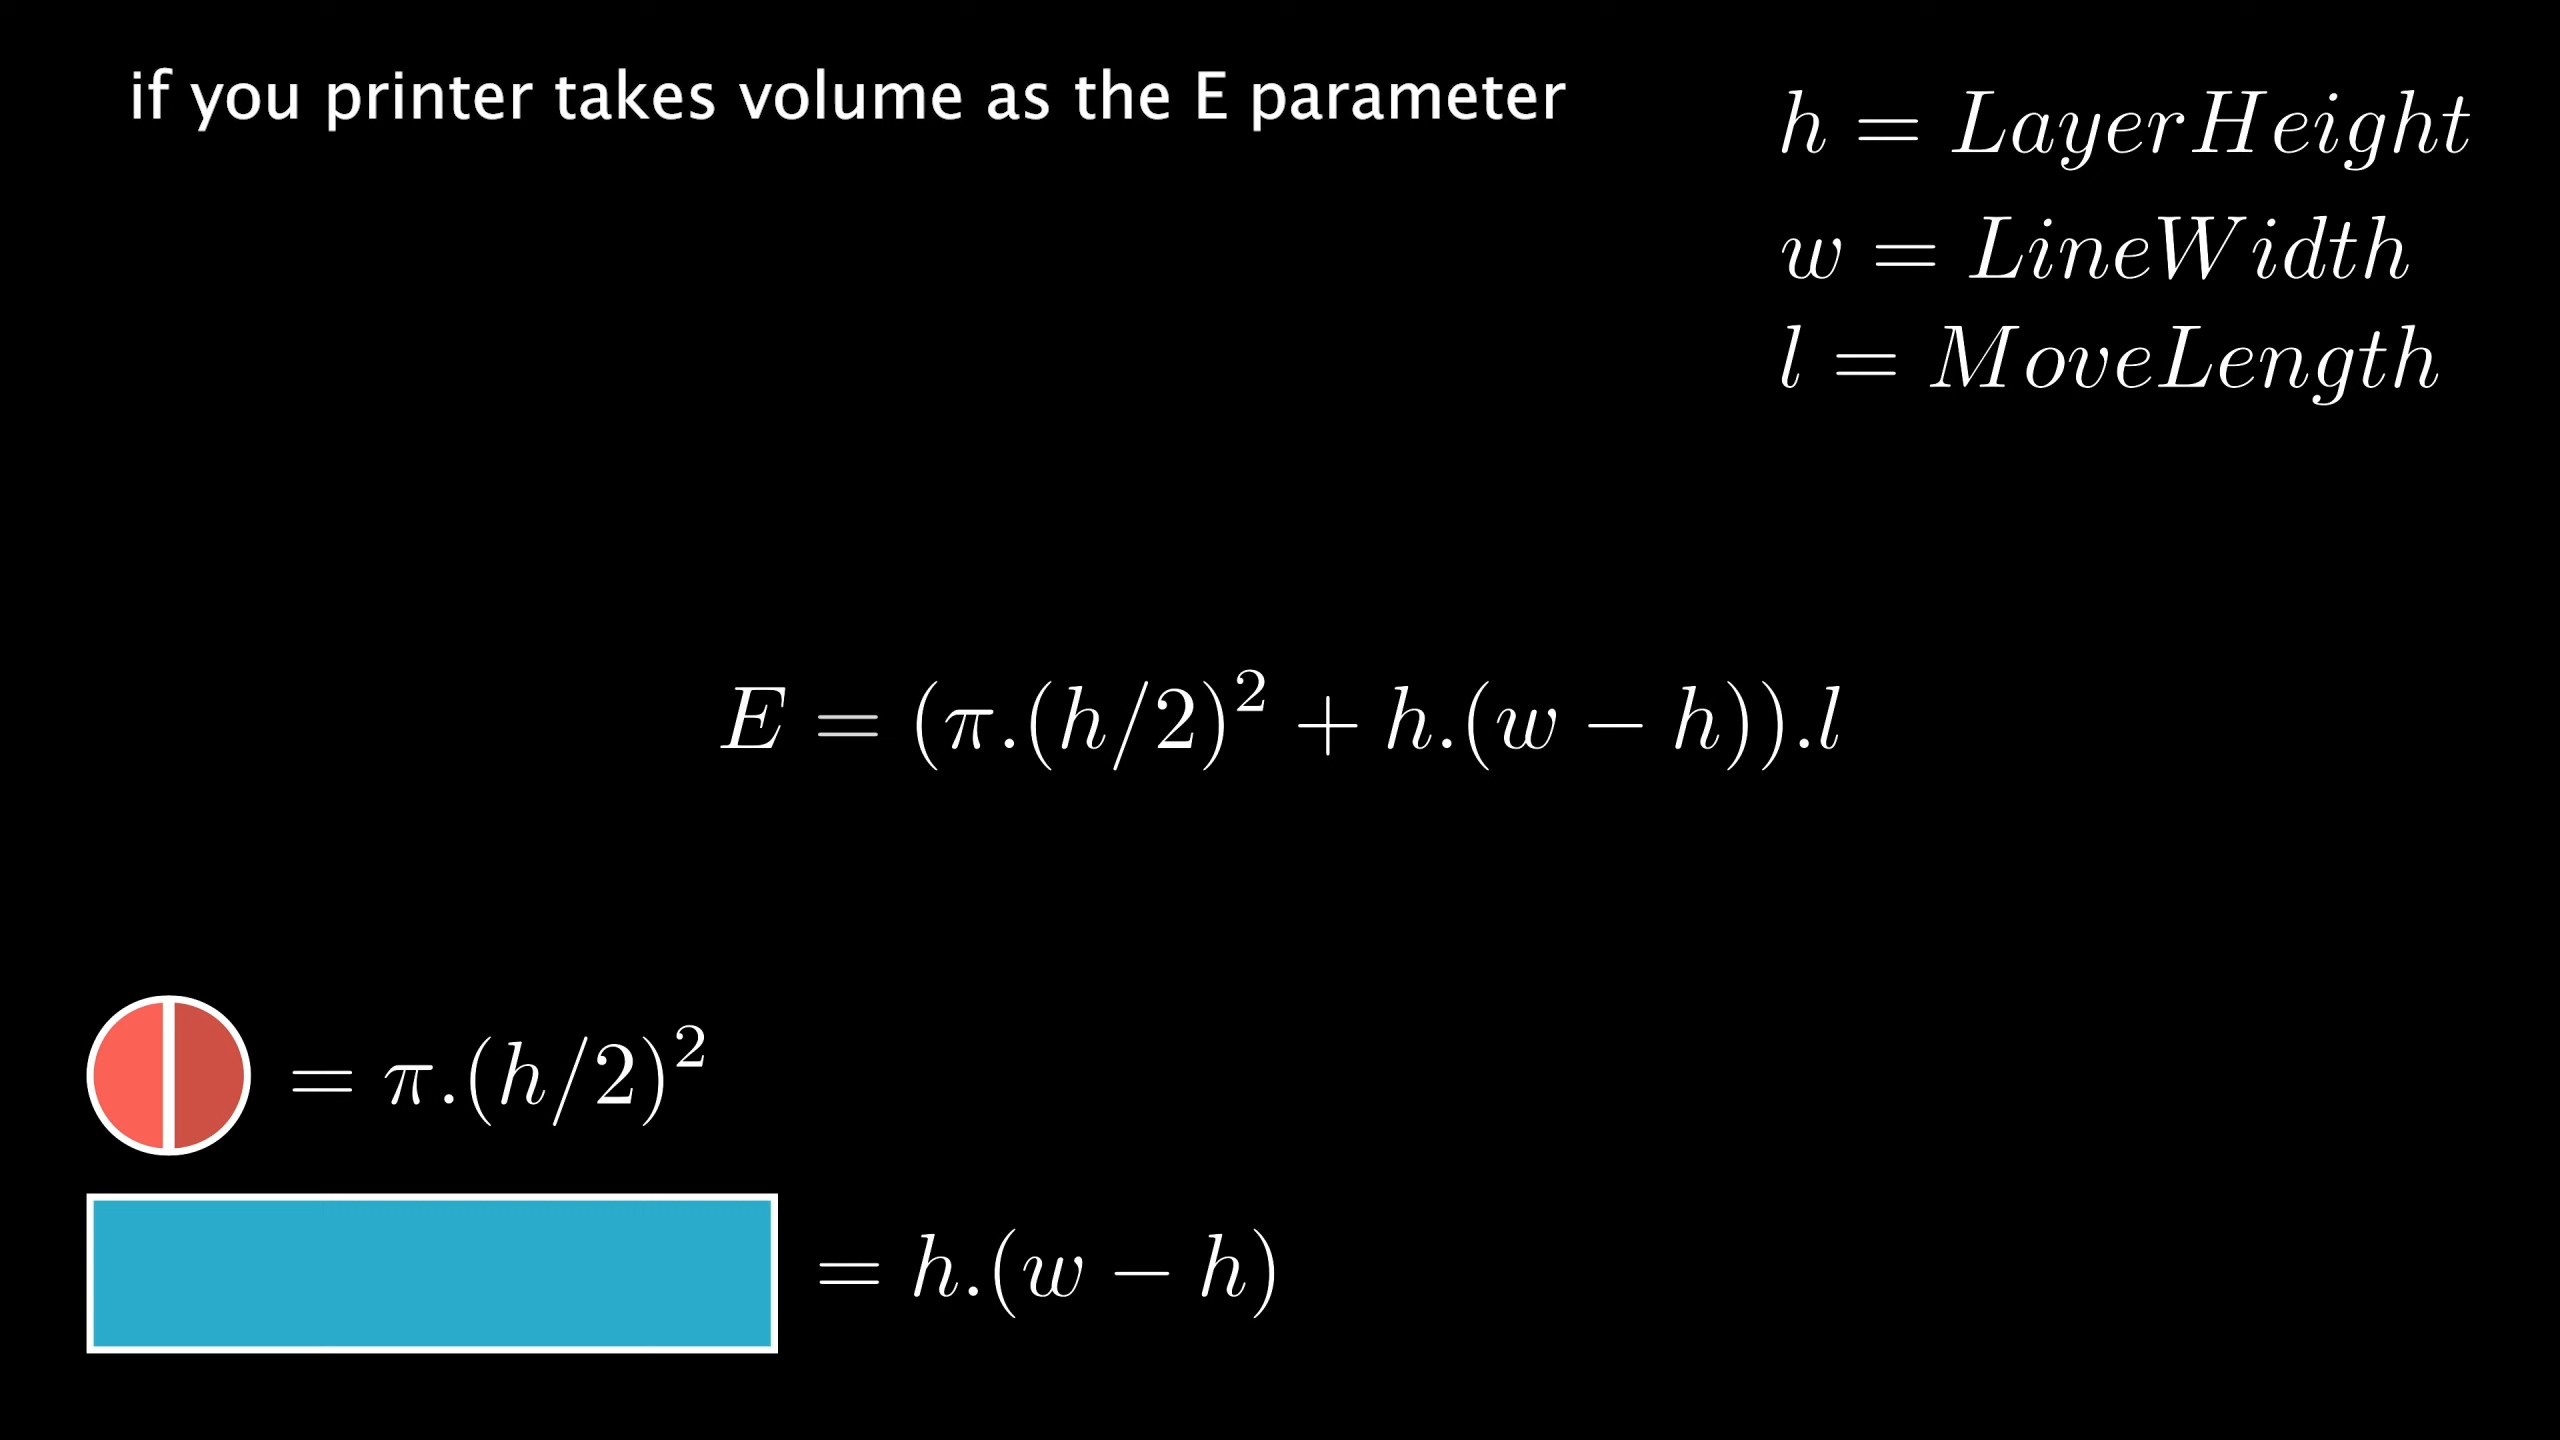 if you printer takes volume as the E parameter
h = LayerHeight
w = LineWidth
l = MoveLength
E = (π.(h/2)² + h.(w − h)).l
= π.(h/2)²
= h.(w − h)